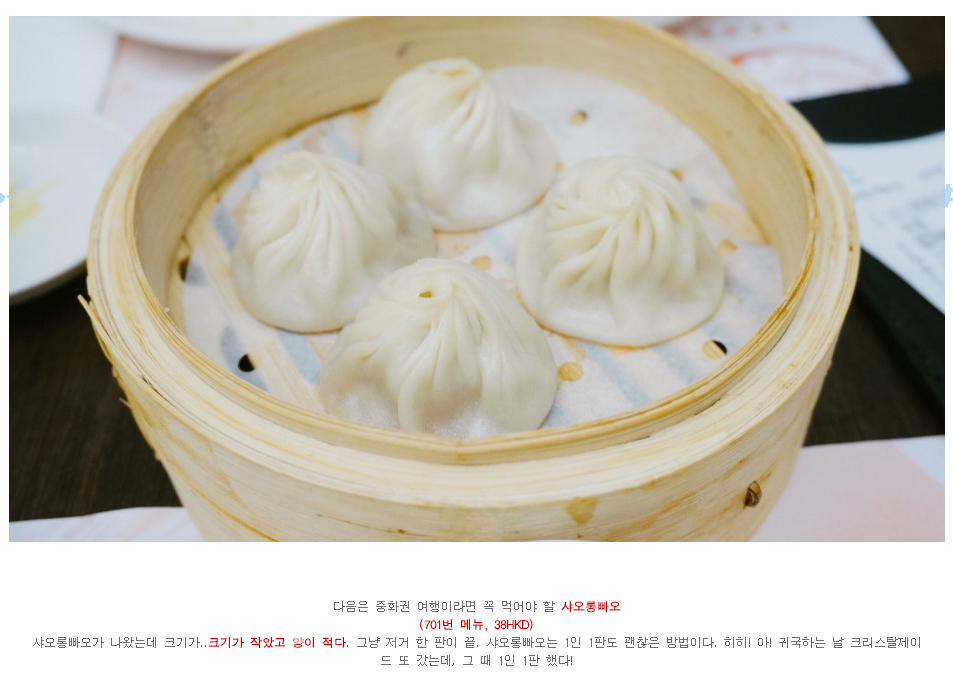 다음은 중화권 여행이라면 꼭 먹어야 할 샤오롱빠오
(701번 메뉴, 38HKD)
샤오롱빠오가 나왔는데 크기가..크기가 작았고 양이 적다. 그냥 저거 한 판이 끝. 샤오롱빠오는 1인 1판도 괜찮은 방법이다. 히히! 아! 귀국하는 날 크리스탈제이
드 또 갔는데, 그 때 1인 1판 했다!